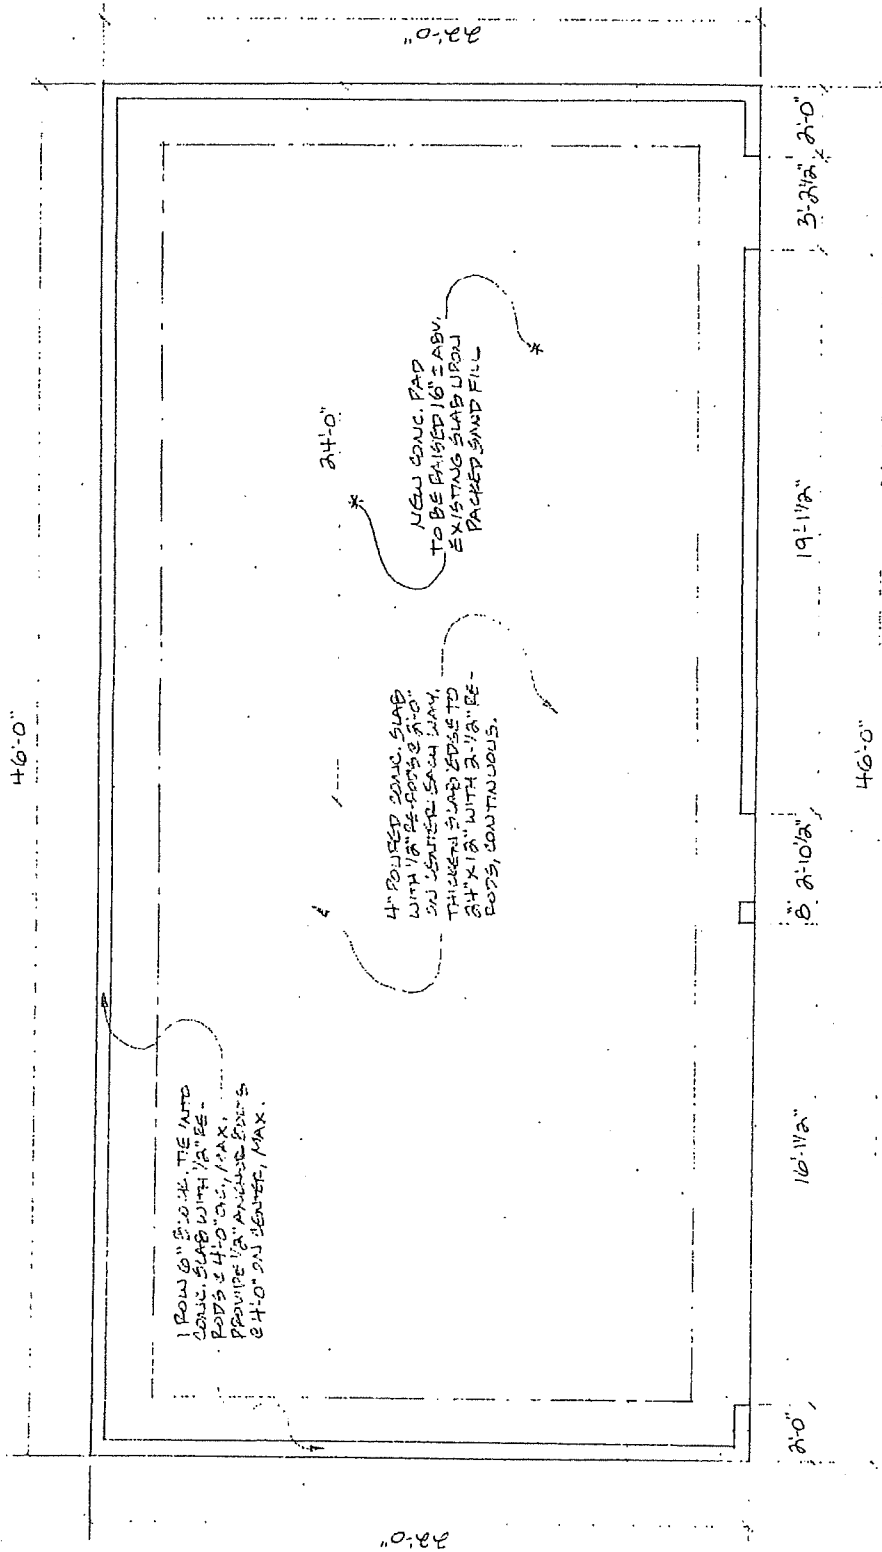 46'-0"
22'-0"
22'-0"
1 ROW 6" BLOCK. TIE INTO
CONC. SLAB WITH 1/2" RE-
RODS @ 4'-0" O.C., MAX.
PROVIDE 1/2" ANCHOR BOLTS
@ 4'-0" ON CENTER, MAX.
4" POURED CONC. SLAB
WITH 1/2" RE-RODS @ 2'-0"
ON CENTER EACH WAY.
THICKEN SLAB EDGE TO
24" X 12" WITH 2-1/2" RE-
RODS, CONTINUOUS.
24'-0"
NEW CONC. PAD
TO BE RAISED 16" ± ABV.
EXISTING SLAB UPON
PACKED SAND FILL
2'-0"
16'-1 1/2"
8"
2'-10 1/2"
19'-1 1/2"
3'-2 1/2"
2'-0"
46'-0"